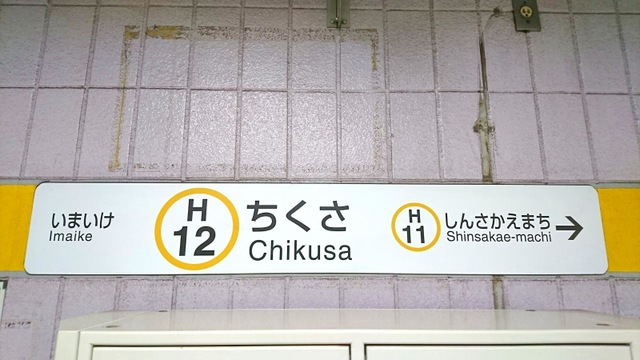 いまいけ
Imaike
H
12
ちくさ
Chikusa
H
11
しんさかえまち
Shinsakae-machi